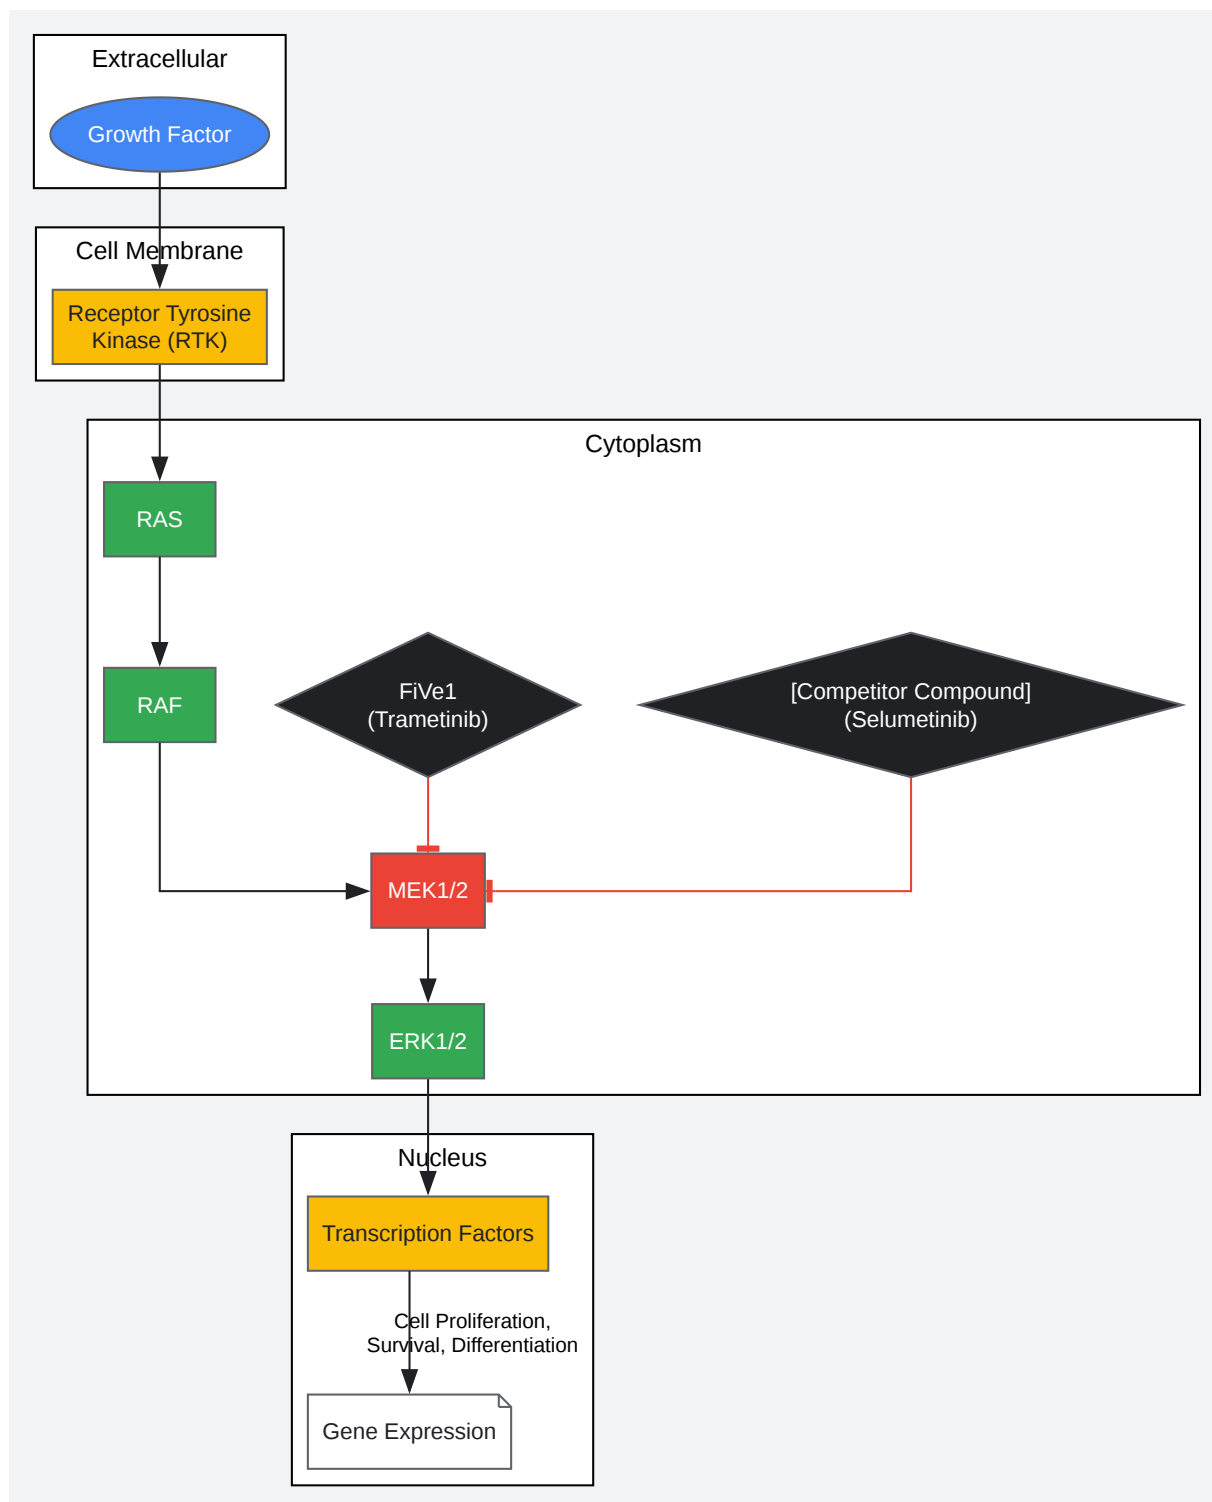 Extracellular
Growth Factor
Cell Membrane
Receptor Tyrosine
Kinase (RTK)
Cytoplasm
RAS
RAF
FiVe1
(Trametinib)
[Competitor Compound]
(Selumetinib)
MEK1/2
ERK1/2
Nucleus
Transcription Factors
Cell Proliferation,
Survival, Differentiation
Gene Expression